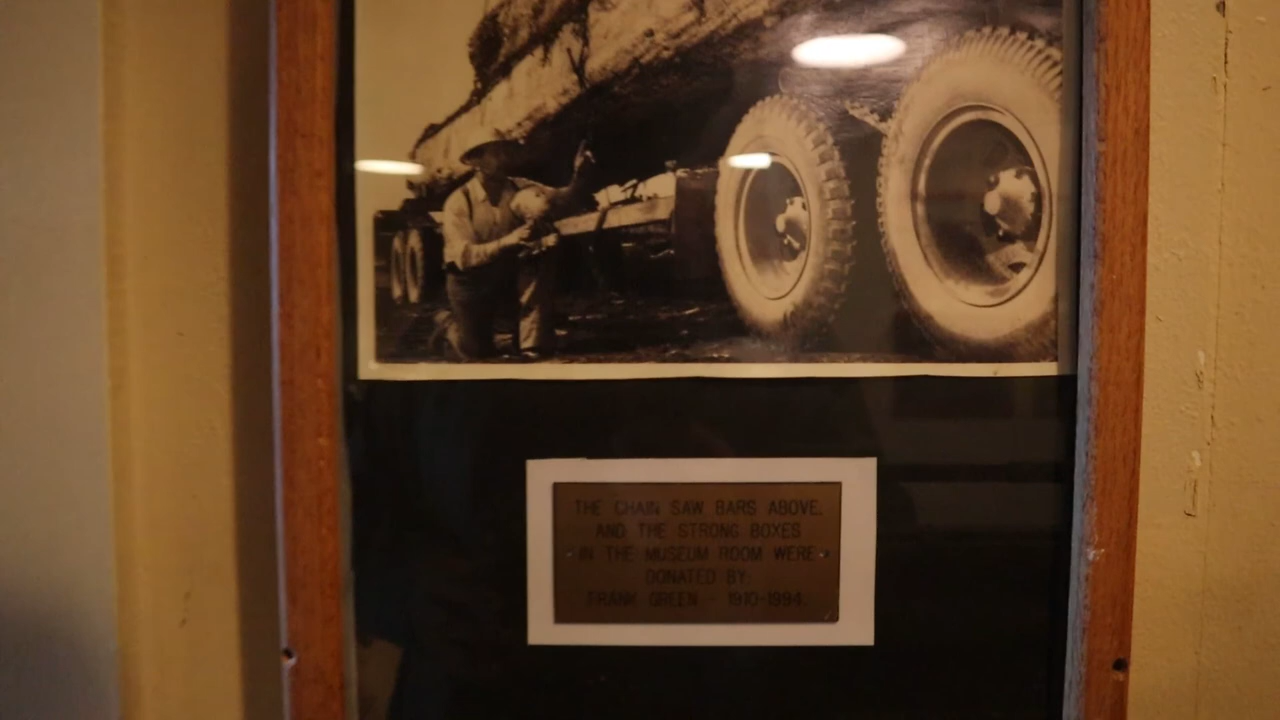 THE CHAIN SAW BARS ABOVE,
AND THE STRONG BOXES
IN THE MUSEUM ROOM WERE
DONATED BY:
FRANK GREEN - 1910-1994